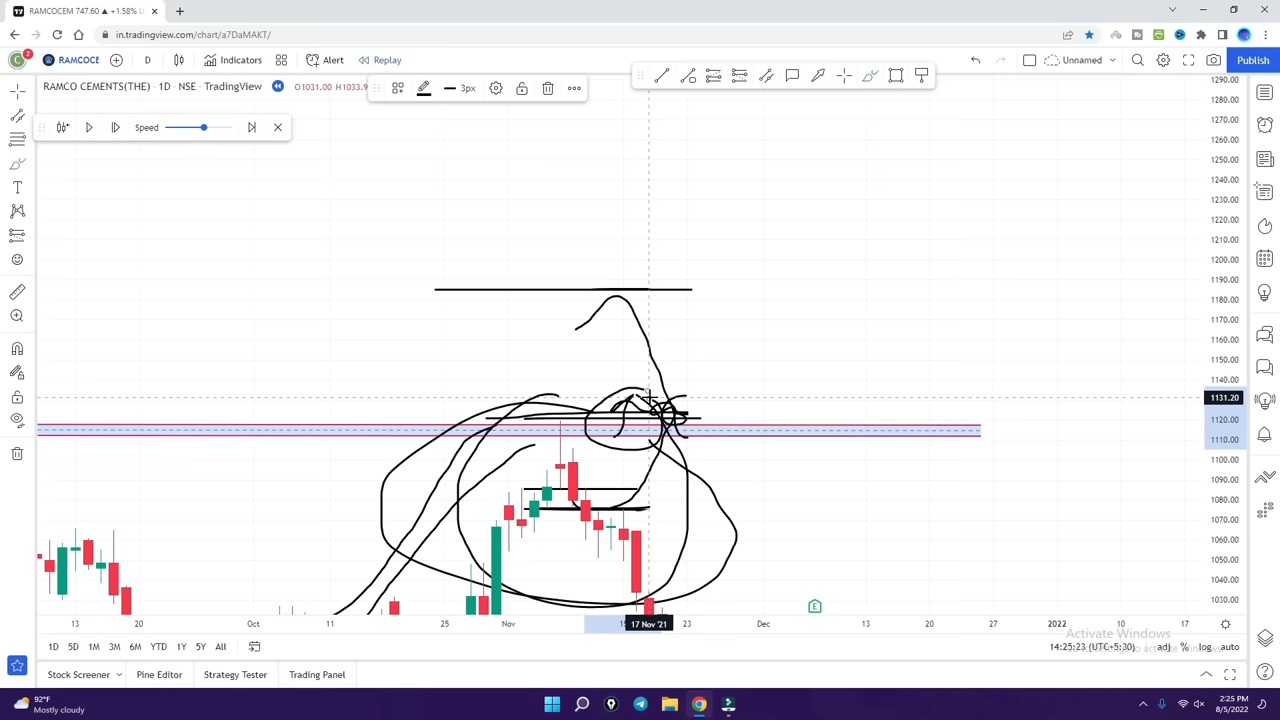 RAMCOCEM 747.60 ▲ +1.58%
in.tradingview.com/chart/a7DaMAKT/
C 2 RAMCOCE D Indicators Alert Replay Unnamed Publish
RAMCO CEMENTS(THE) · 1D · NSE · TradingView O1031.00 H1033.9
3px
Speed
1290.00
1280.00
1270.00
1260.00
1250.00
1240.00
1230.00
1220.00
1210.00
1200.00
1190.00
1180.00
1170.00
1160.00
1150.00
1140.00
1131.20
1120.00
1110.00
1100.00
1090.00
1080.00
1070.00
1060.00
1050.00
1040.00
1030.00
E
13 20 Oct 11 25 Nov 17 Nov '21 23 Dec 13 20 27 2022 10 17
Activate Windows
1D 5D 1M 3M 6M YTD 1Y 5Y All 14:25:23 (UTC+5:30) adj % log auto
Stock Screener Pine Editor Strategy Tester Trading Panel
92°F
Mostly cloudy
2:25 PM
8/5/2022